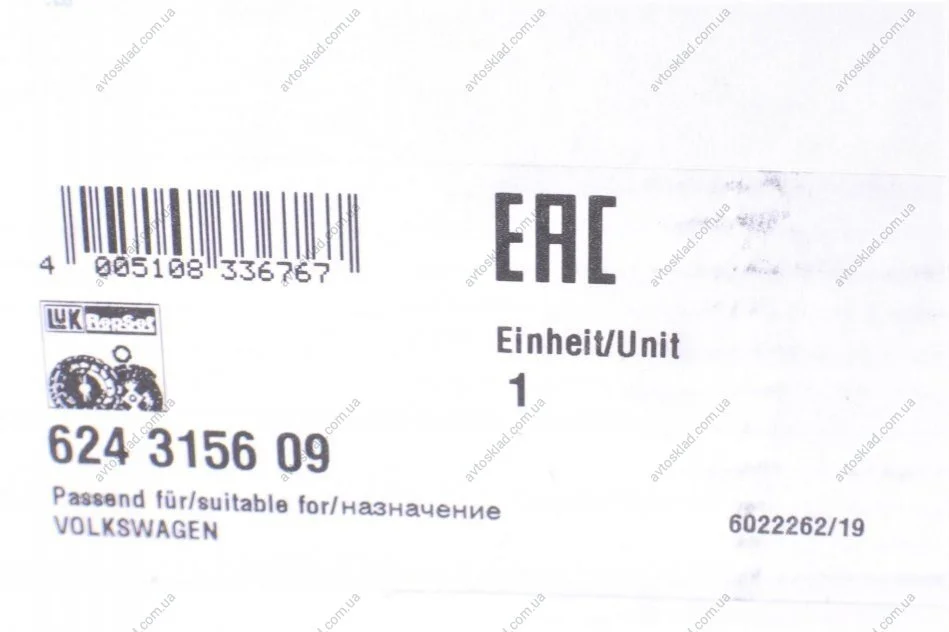 4 005108 336767
EAC
LuK RepSet
Einheit/Unit
1
624 3156 09
Passend für/suitable for/назначение
VOLKSWAGEN
6022262/19
avtosklad.com.ua